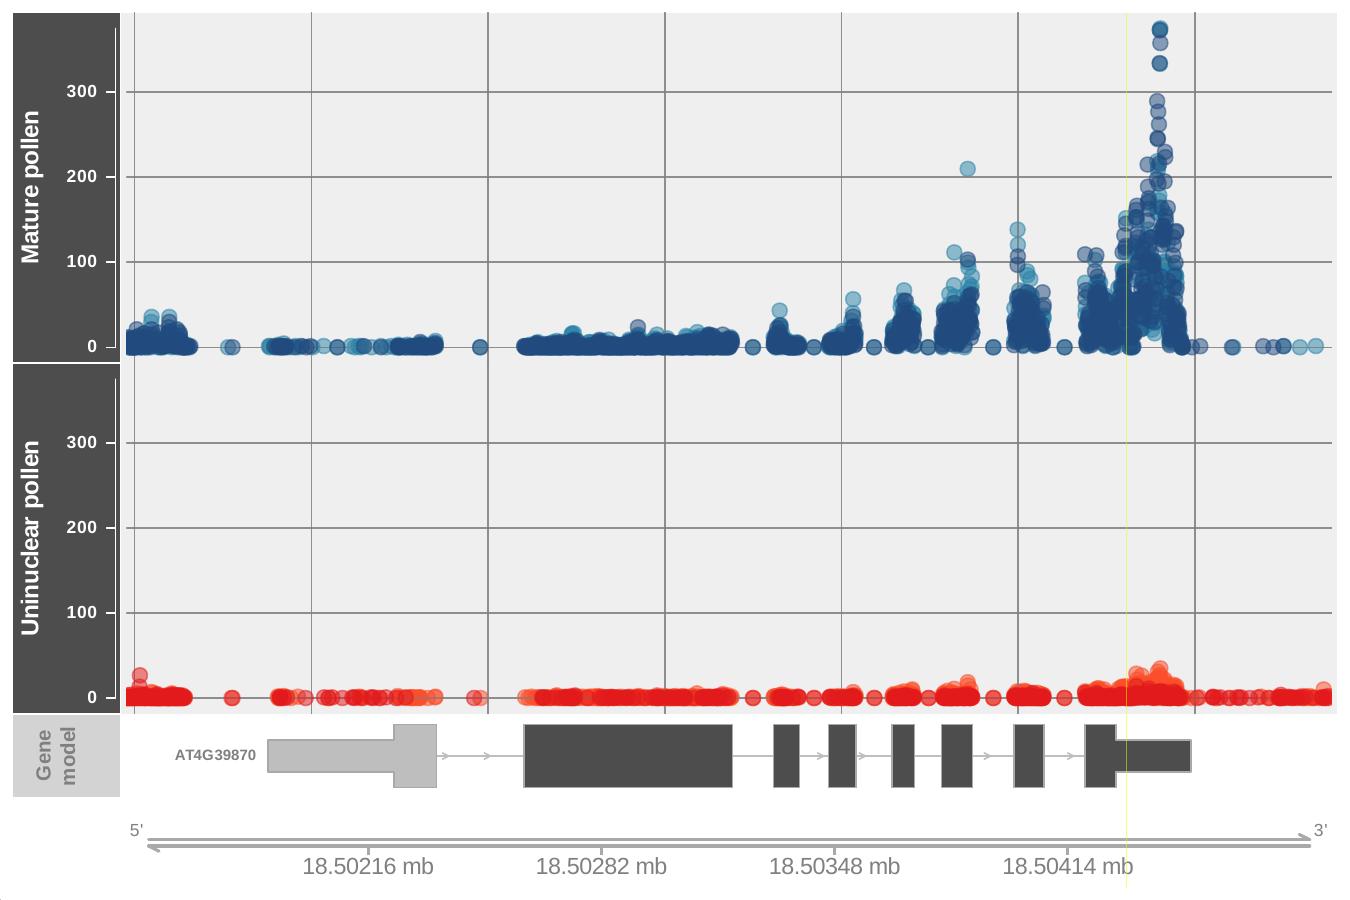 Mature pollen
300
200
100
0
Uninuclear pollen
300
200
100
0
Gene
model
AT4G39870
5'
3'
18.50216 mb
18.50282 mb
18.50348 mb
18.50414 mb